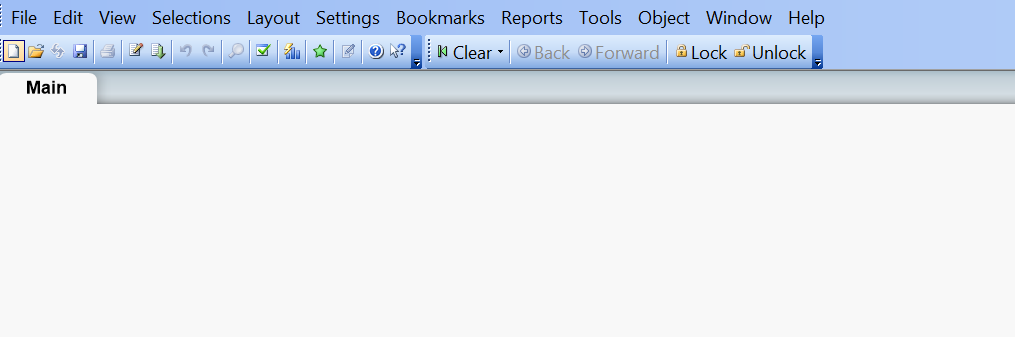 File Edit View Selections Layout Settings Bookmarks Reports Tools Object Window Help
Clear Back Forward Lock Unlock
Main